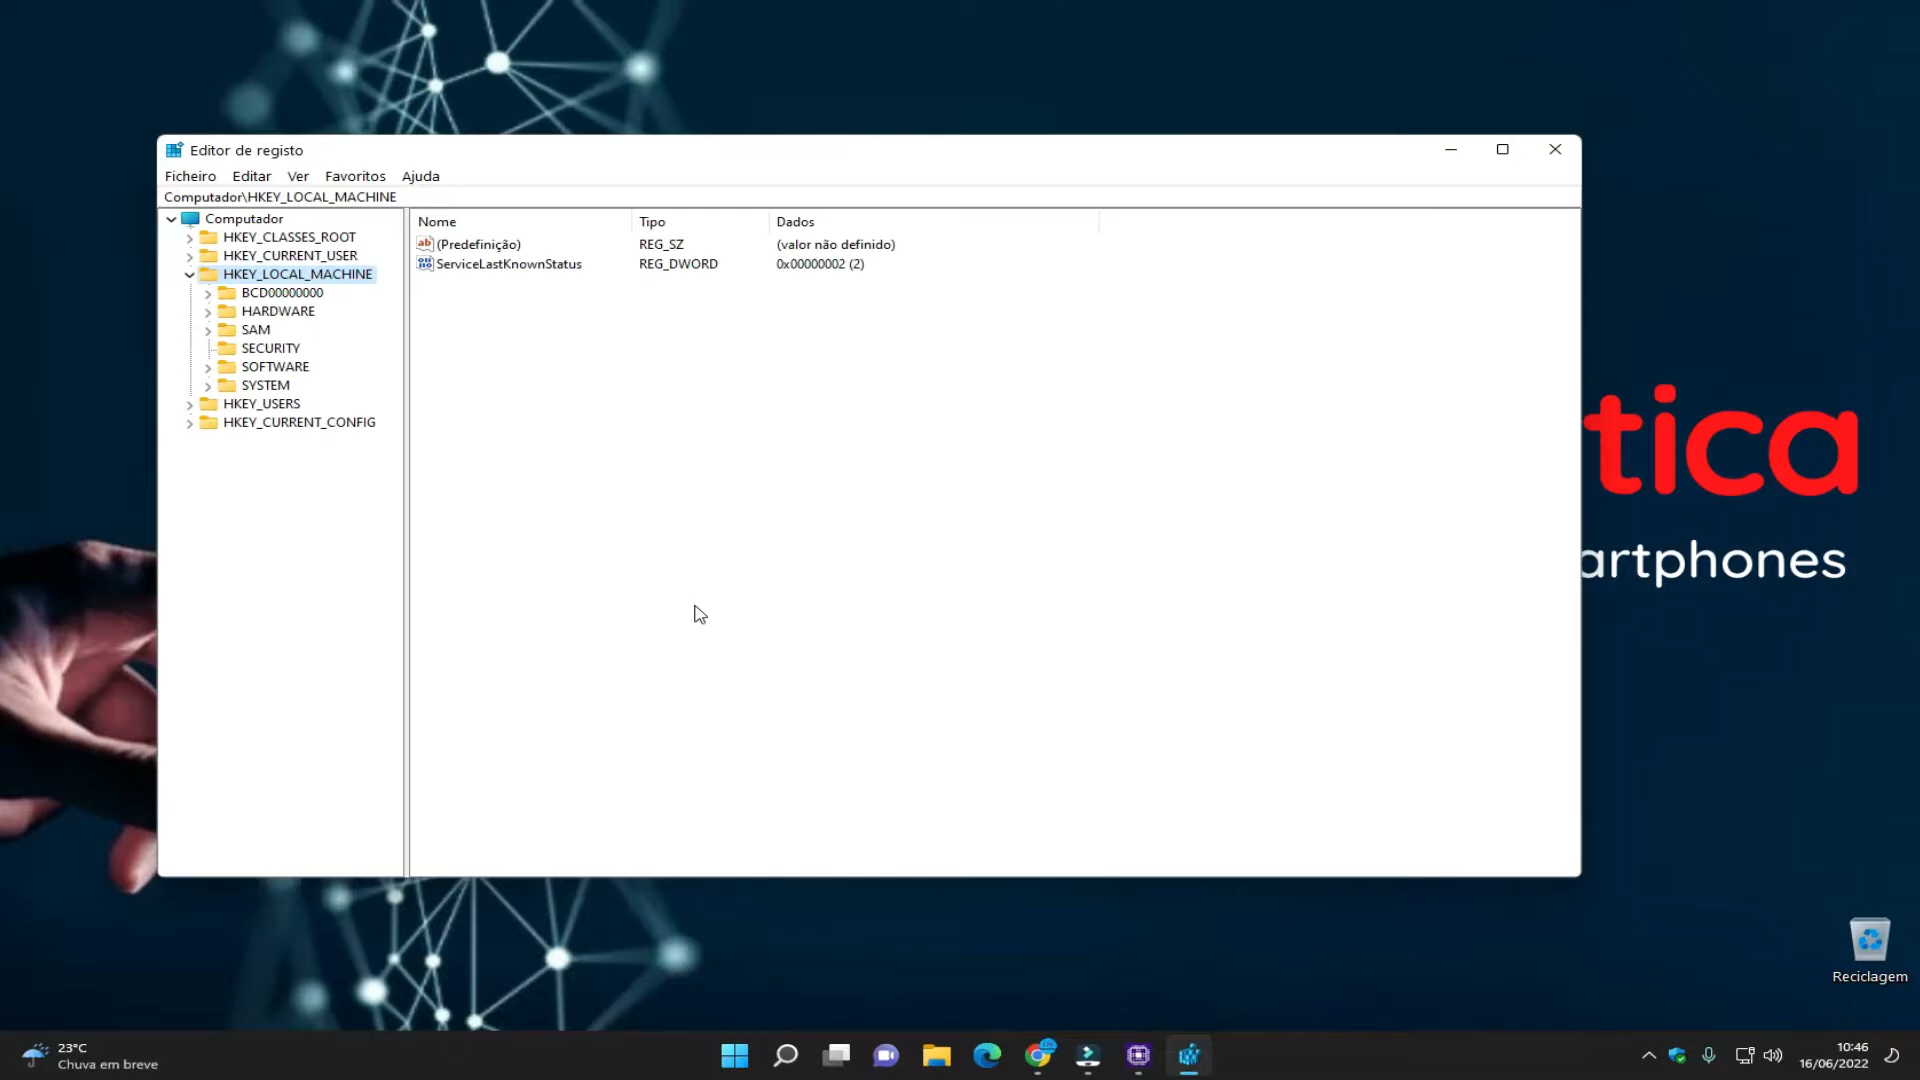 Editor de registo
Ficheiro Editar Ver Favoritos Ajuda
Computador\HKEY_LOCAL_MACHINE
Computador
HKEY_CLASSES_ROOT
HKEY_CURRENT_USER
HKEY_LOCAL_MACHINE
BCD00000000
HARDWARE
SAM
SECURITY
SOFTWARE
SYSTEM
HKEY_USERS
HKEY_CURRENT_CONFIG
Nome Tipo Dados
(Predefinição) REG_SZ (valor não definido)
ServiceLastKnownStatus REG_DWORD 0x00000002 (2)
tica
artphones
Reciclagem
23°C
Chuva em breve
10:46
16/06/2022